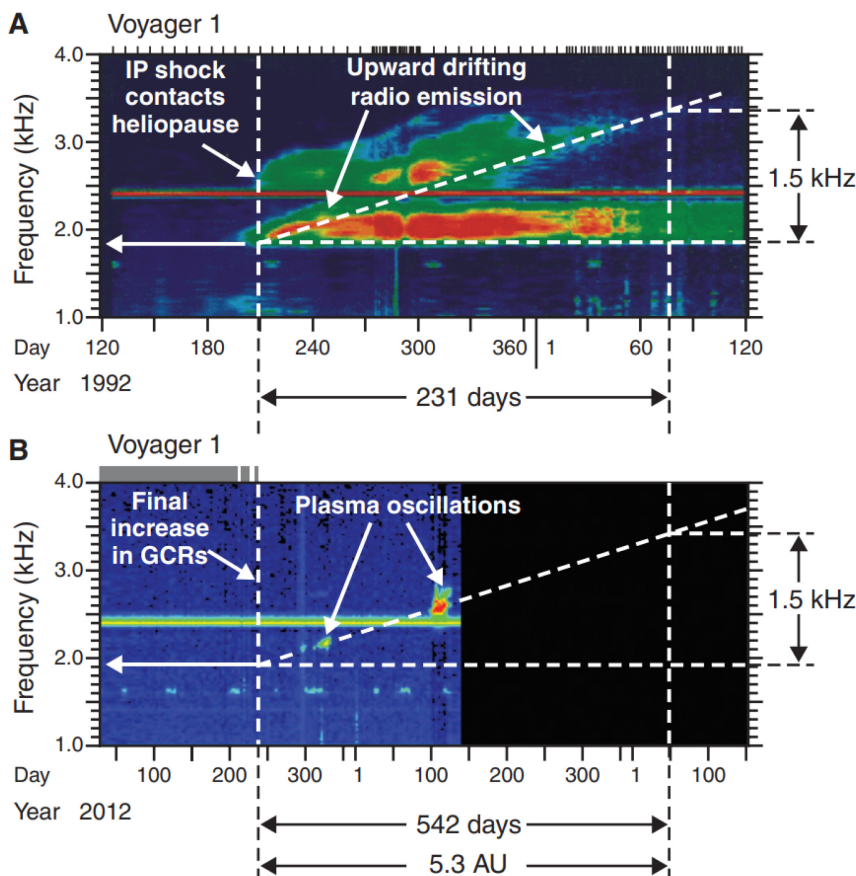 A
Voyager 1
4.0
3.0
2.0
1.0
Frequency (kHz)
IP shock
contacts
heliopause
Upward drifting
radio emission
1.5 kHz
Day
120 180 240 300 360 1 60 120
Year 1992
231 days
B
Voyager 1
4.0
3.0
2.0
1.0
Frequency (kHz)
Final
increase
in GCRs
Plasma oscillations
1.5 kHz
Day
100 200 300 1 100 200 300 1 100
Year 2012
542 days
5.3 AU